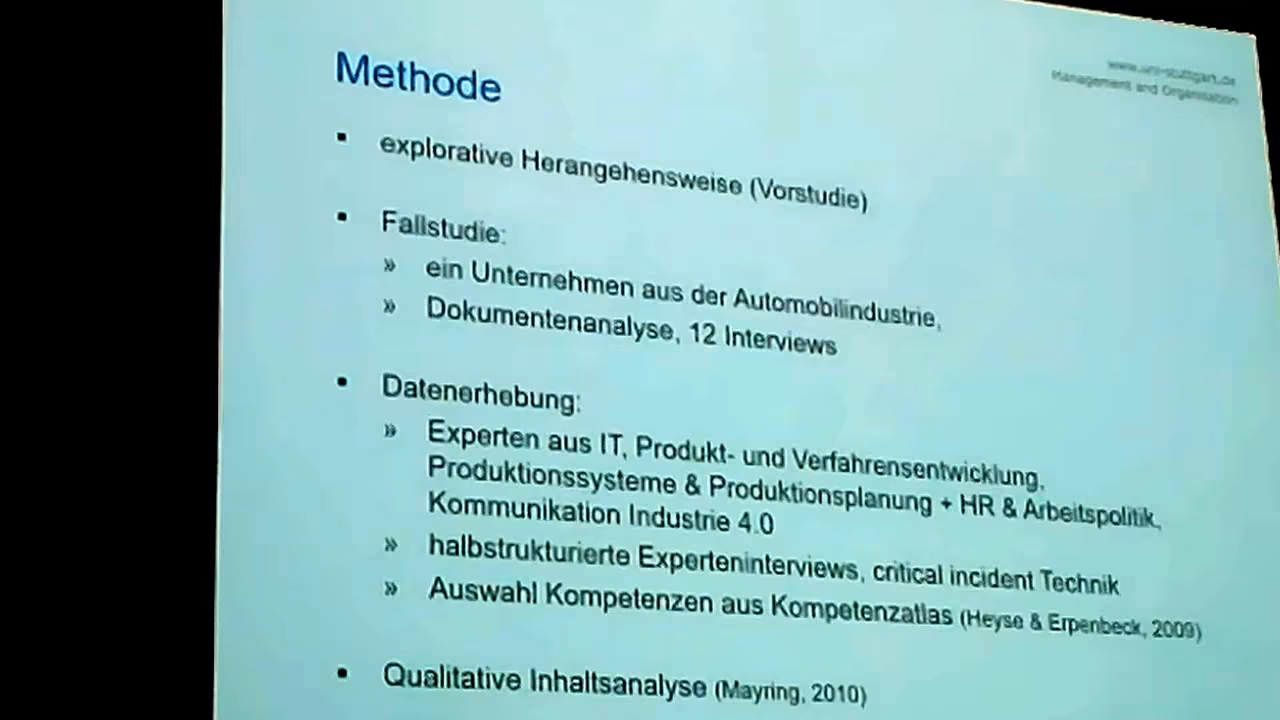 Methode
www.uni-stuttgart.de
Management and Organisation
▪ explorative Herangehensweise (Vorstudie)
▪ Fallstudie:
» ein Unternehmen aus der Automobilindustrie,
» Dokumentenanalyse, 12 Interviews
▪ Datenerhebung:
» Experten aus IT, Produkt- und Verfahrensentwicklung,
Produktionssysteme & Produktionsplanung + HR & Arbeitspolitik,
Kommunikation Industrie 4.0
» halbstrukturierte Experteninterviews, critical incident Technik
» Auswahl Kompetenzen aus Kompetenzatlas (Heyse & Erpenbeck, 2009)
▪ Qualitative Inhaltsanalyse (Mayring, 2010)